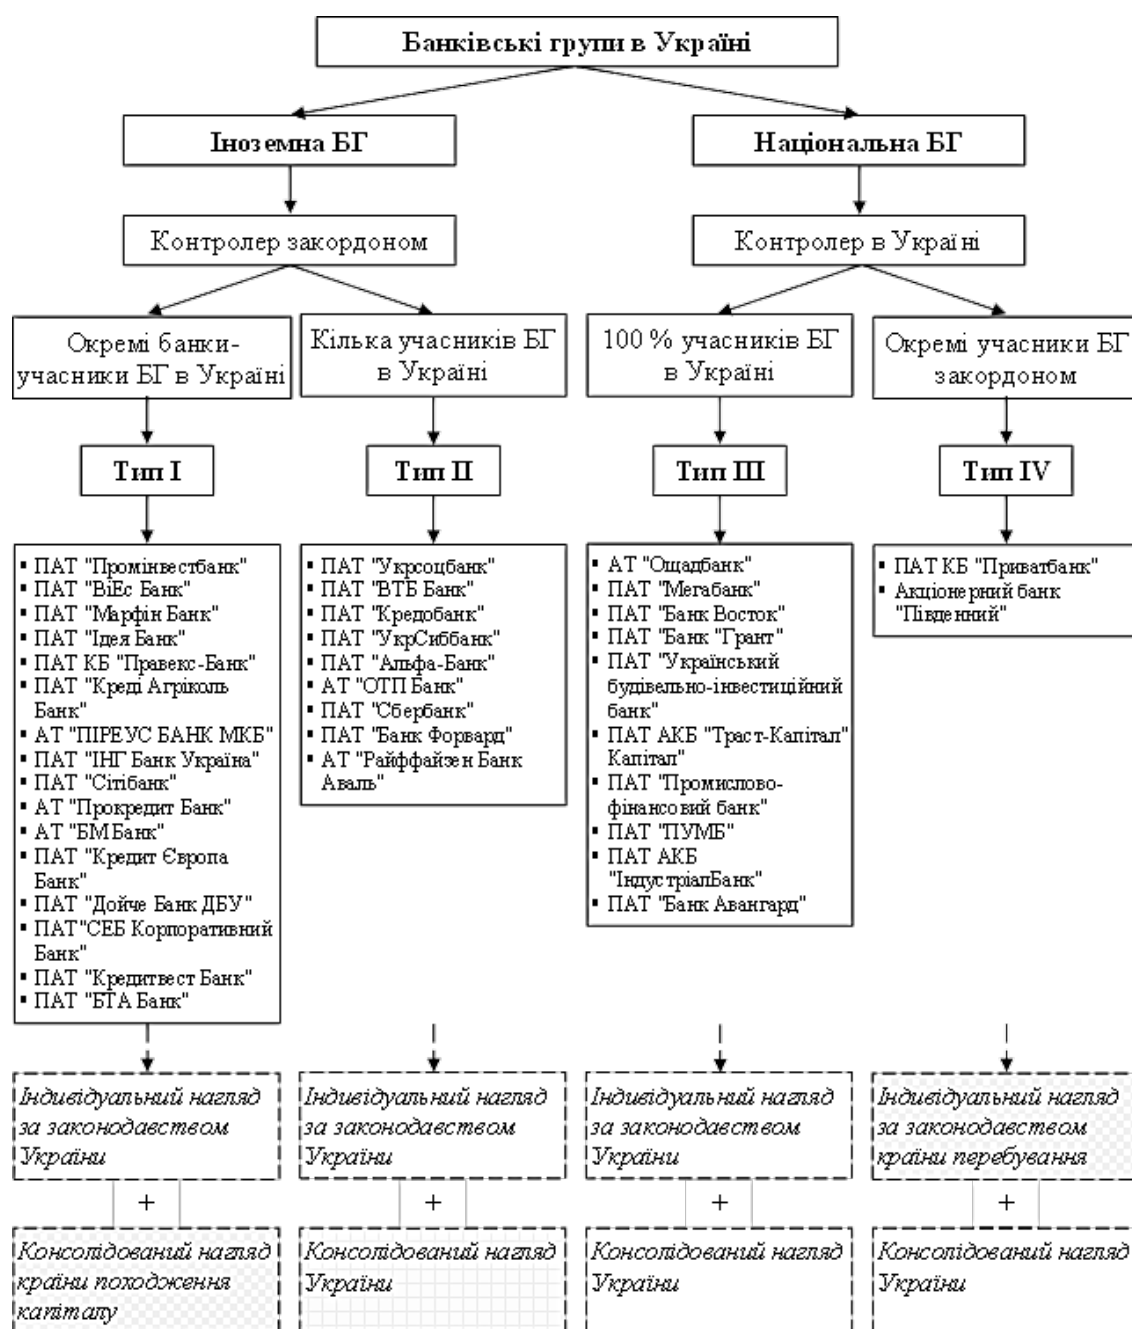 Банківські групи в Україні
Іноземна БГ
Національна БГ
Контролер закордоном
Контролер в Україні
Окремі банки-
учасники БГ в Україні
Кілька учасників БГ
в Україні
100 % учасників БГ
в Україні
Окремі учасники БГ
закордоном
Тип I
Тип II
Тип III
Тип IV
▪ ПАТ "Промінвестбанк"
▪ ПАТ "ВіЕс Банк"
▪ ПАТ "Марфін Банк"
▪ ПАТ "Ідея Банк"
▪ ПАТ КБ "Правекс-Банк"
▪ ПАТ "Креді Агріколь
Банк"
▪ АТ "ПІРЕУС БАНК МКБ"
▪ ПАТ "ІНГ Банк Україна"
▪ ПАТ "Сітібанк"
▪ АТ "Прокредит Банк"
▪ АТ "БМ Банк"
▪ ПАТ "Кредит Європа
Банк"
▪ ПАТ "Дойче Банк ДБУ"
▪ ПАТ"СЕБ Корпоративний
Банк"
▪ ПАТ "Кредитвест Банк"
▪ ПАТ "БТА Банк"
▪ ПАТ "Укрсоцбанк"
▪ ПАТ "ВТБ Банк"
▪ ПАТ "Кредобанк"
▪ ПАТ "УкрСиббанк"
▪ ПАТ "Альфа-Банк"
▪ АТ "ОТП Банк"
▪ ПАТ "Сбербанк"
▪ ПАТ "Банк Форвард"
▪ АТ "Райффайзен Банк
Аваль"
▪ АТ "Ощадбанк"
▪ ПАТ "Мегабанк"
▪ ПАТ "Банк Восток"
▪ ПАТ "Банк "Грант"
▪ ПАТ "Український
будівельно-інвестиційний
банк"
▪ ПАТ АКБ "Траст-Капітал"
Капітал"
▪ ПАТ "Промислово-
фінансовий банк"
▪ ПАТ "ПУМБ"
▪ ПАТ АКБ
"ІндустріалБанк"
▪ ПАТ "Банк Авангард"
▪ ПАТ КБ "Приватбанк"
▪ Акціонерний банк
"Південний"
Індивідуальний нагляд
за законодавством
України
Індивідуальний нагляд
за законодавством
України
Індивідуальний нагляд
за законодавством
України
Індивідуальний нагляд
за законодавством
країни перебування
+
+
+
+
Консолідований нагляд
країни походження
капіталу
Консолідований нагляд
України
Консолідований нагляд
України
Консолідований нагляд
України